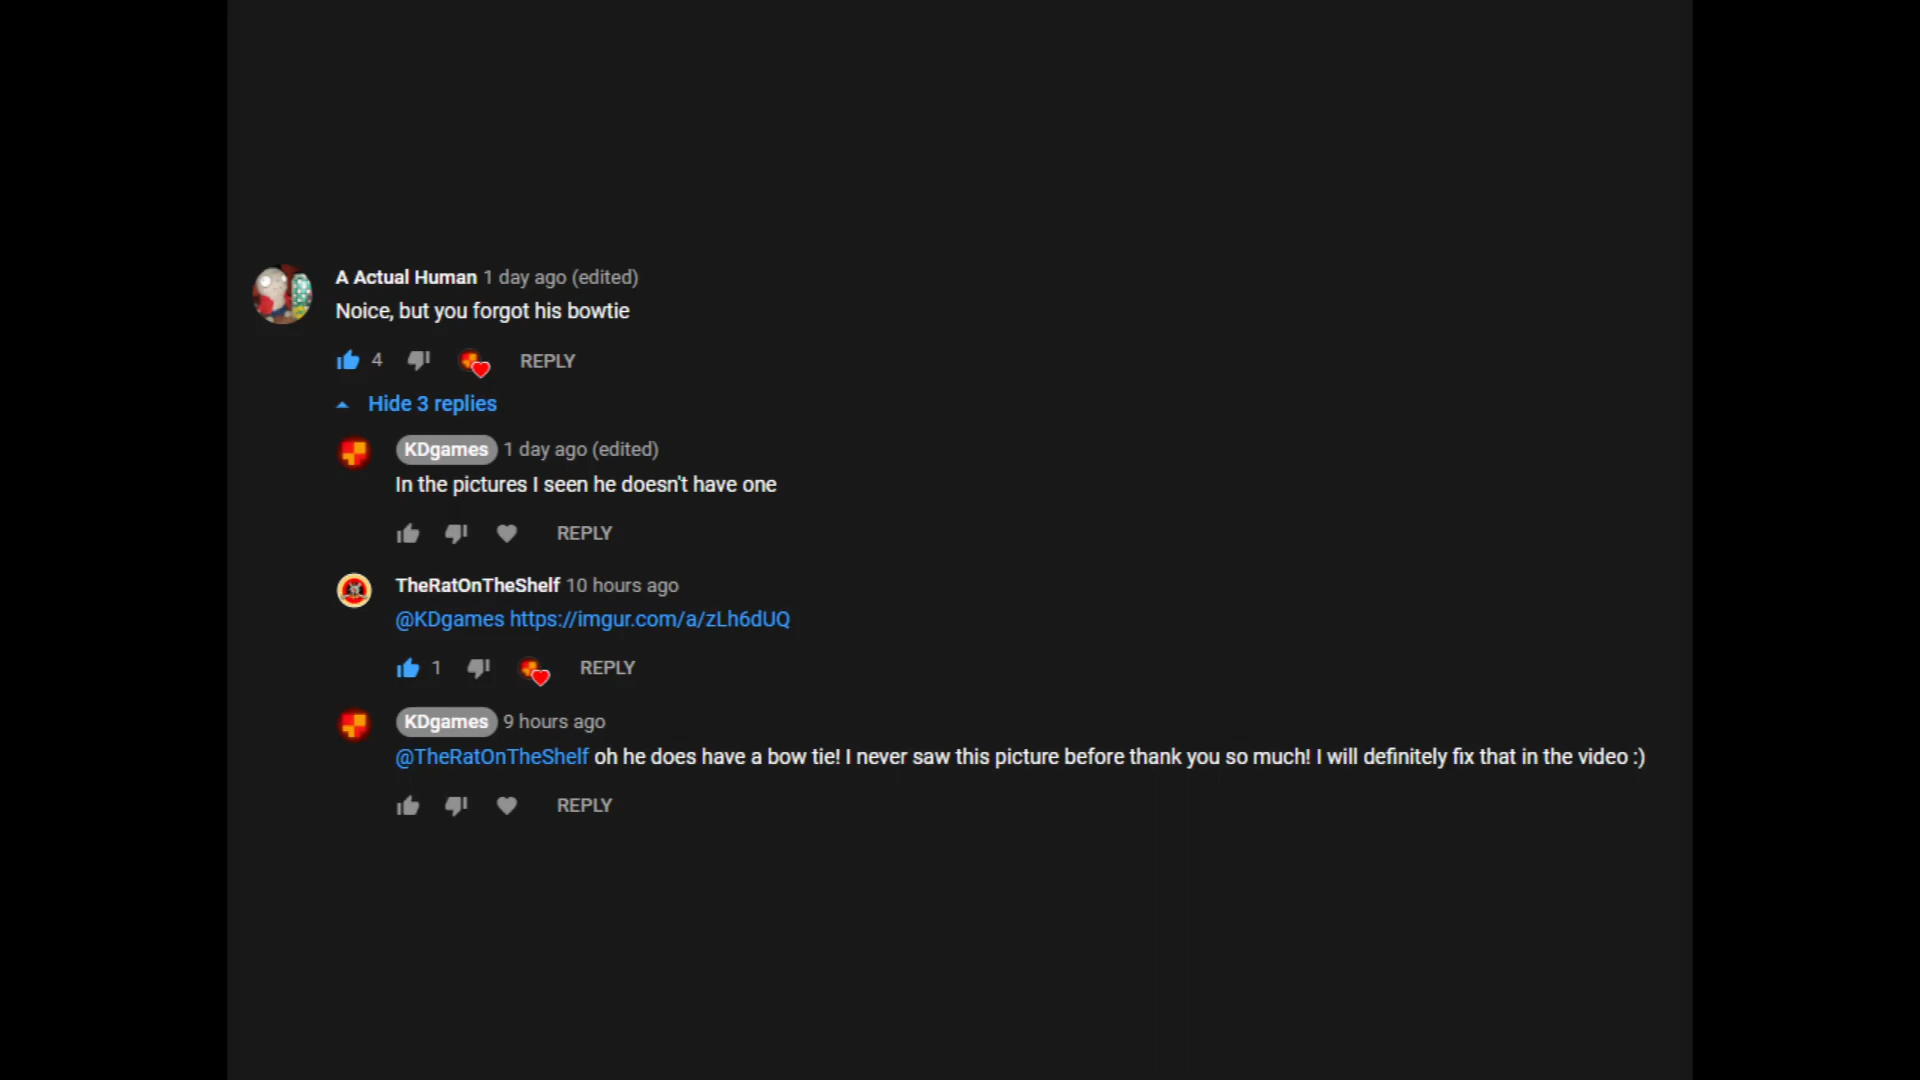 A Actual Human 1 day ago (edited)
Noice, but you forgot his bowtie
4 REPLY
Hide 3 replies
KDgames 1 day ago (edited)
In the pictures I seen he doesn't have one
REPLY
TheRatOnTheShelf 10 hours ago
@KDgames https://imgur.com/a/zLh6dUQ
1 REPLY
KDgames 9 hours ago
@TheRatOnTheShelf oh he does have a bow tie! I never saw this picture before thank you so much! I will definitely fix that in the video :)
REPLY